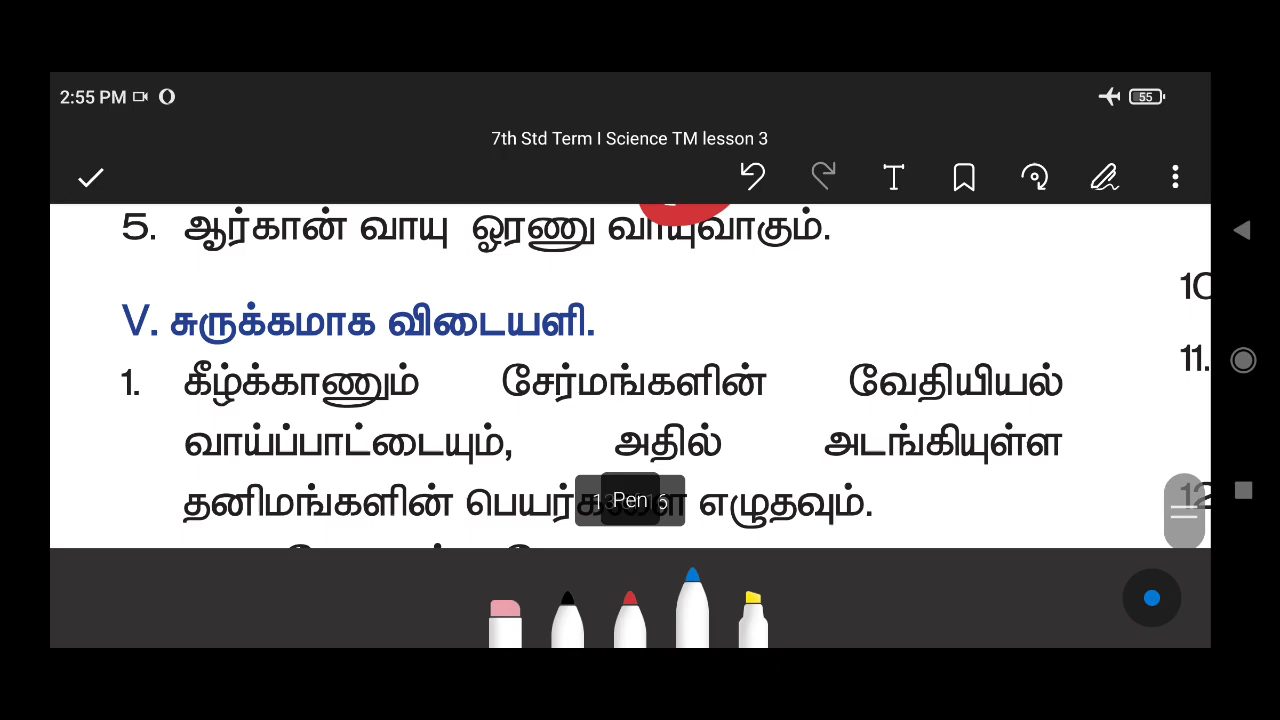 2:55 PM
55
7th Std Term I Science TM lesson 3
5. ஆர்கான் வாயு ஓரணு வாயுவாகும்.
V. சுருக்கமாக விடையளி.
1. கீழ்க்காணும் சேர்மங்களின் வேதியியல்
வாய்ப்பாட்டையும், அதில் அடங்கியுள்ள
தனிமங்களின் எழுதவும்.
Pen
10
11.
12